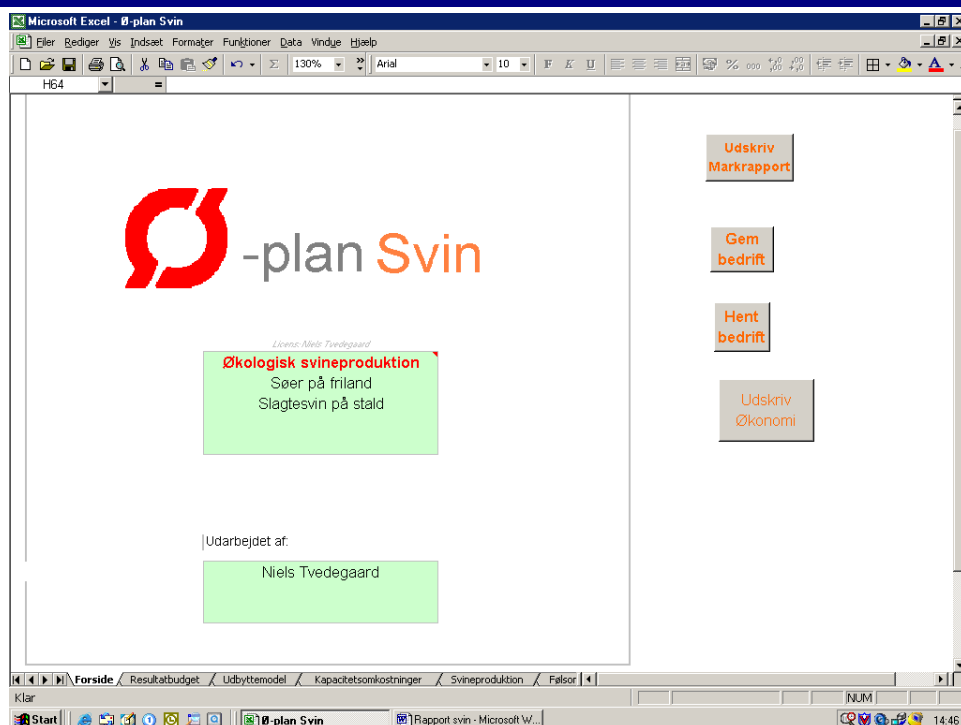 Microsoft Excel - Ø-plan Svin
Filer Rediger Vis Indsæt Formater Funktioner Data Vindue Hjælp
130% Arial 10 F K U % 000
H64 =
Udskriv
Markrapport
Ø-plan Svin
Gem
bedrift
Hent
bedrift
Licens: Niels Tvedegaard
Økologisk svineproduktion
Søer på friland
Slagtesvin på stald
Udskriv
Økonomi
Udarbejdet af:
Niels Tvedegaard
Forside Resultatbudget Udbyttemodel Kapacitetsomkostninger Svineproduktion Følsor
Klar NUM
Start Ø-plan Svin Rapport svin - Microsoft W... 14:46